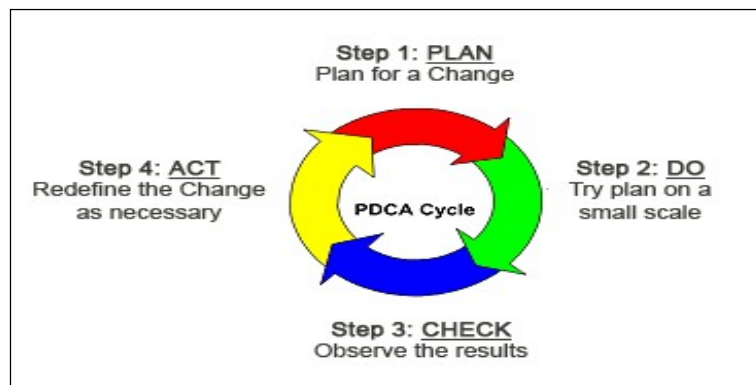 Step 1: PLAN
Plan for a Change
Step 2: DO
Try plan on a
small scale
PDCA Cycle
Step 3: CHECK
Observe the results
Step 4: ACT
Redefine the Change
as necessary